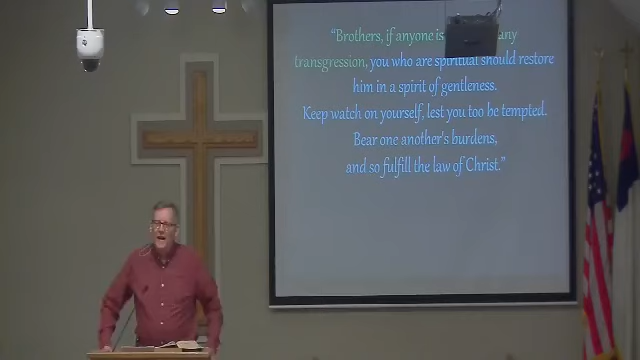 “Brothers, if anyone is any
transgression, you who are spiritual should restore
him in a spirit of gentleness.
Keep watch on yourself, lest you too be tempted.
Bear one another's burdens,
and so fulfill the law of Christ.”